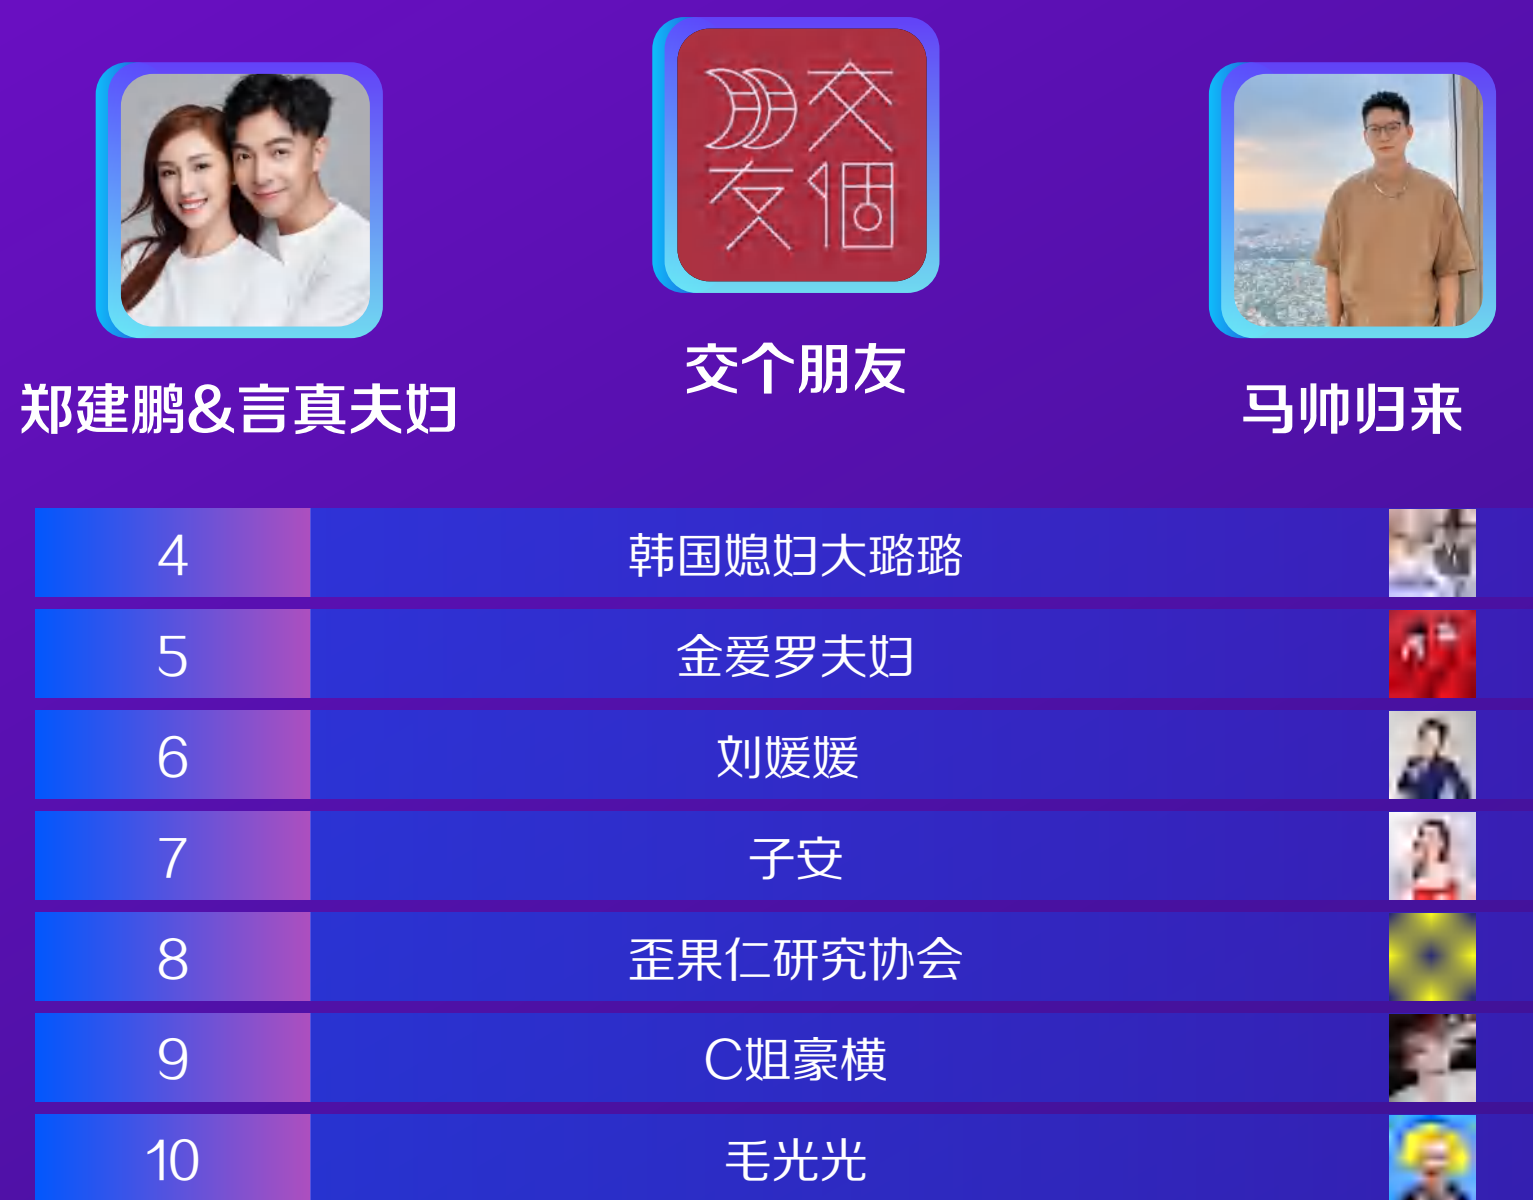 交個
朋友
交个朋友
郑建鹏&言真夫妇
马帅归来
4 韩国媳妇大璐璐
5 金爱罗夫妇
6 刘媛媛
7 子安
8 歪果仁研究协会
9 C姐豪横
10 毛光光